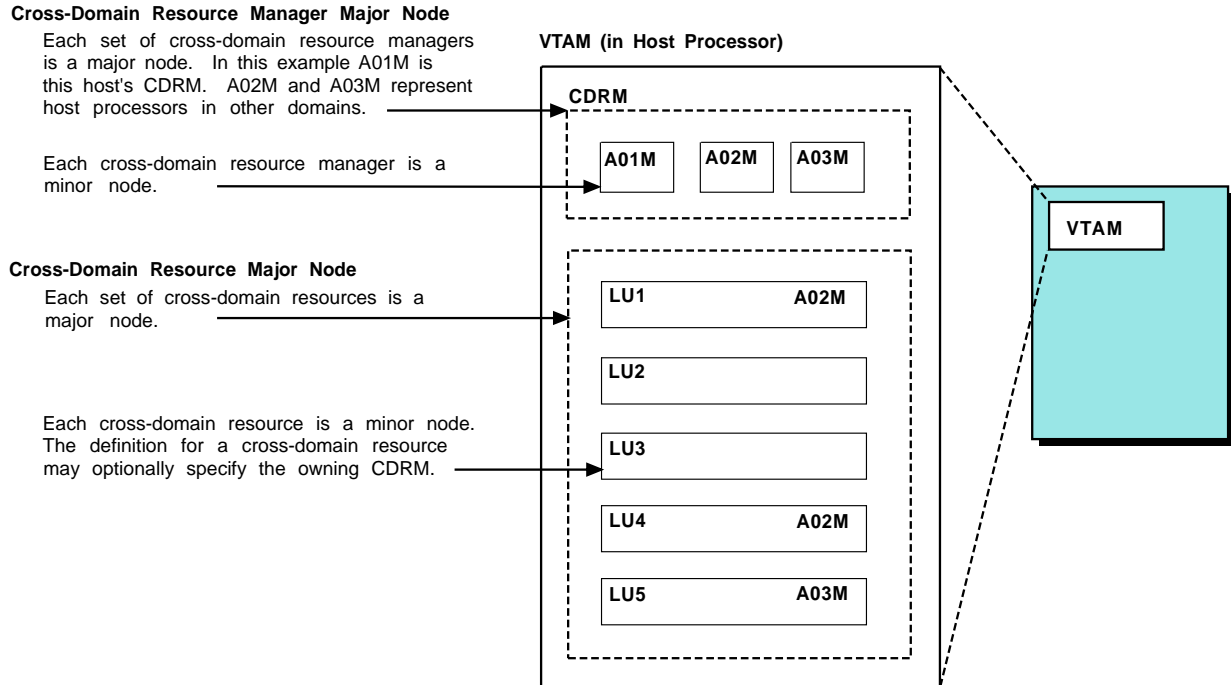 Cross-Domain Resource Manager Major Node
Each set of cross-domain resource managers
is a major node. In this example A01M is
this host's CDRM. A02M and A03M represent
host processors in other domains.
Each cross-domain resource manager is a
minor node.
Cross-Domain Resource Major Node
Each set of cross-domain resources is a
major node.
Each cross-domain resource is a minor node.
The definition for a cross-domain resource
may optionally specify the owning CDRM.
VTAM (in Host Processor)
CDRM
A01M A02M A03M
LU1 A02M
LU2
LU3
LU4 A02M
LU5 A03M
VTAM